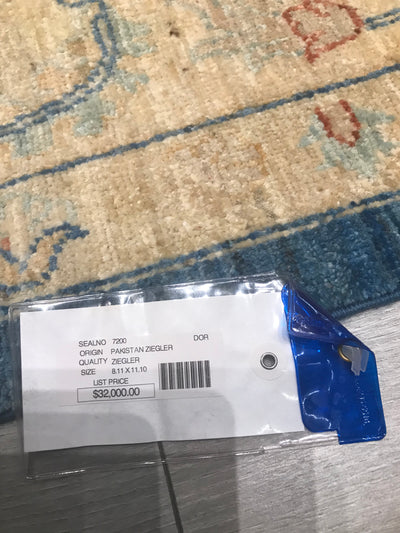 SEALNO 7200 DOR
ORIGIN PAKISTAN ZIEGLER
QUALITY ZIEGLER
SIZE 8.11 X 11.10
LIST PRICE
$32,000.00